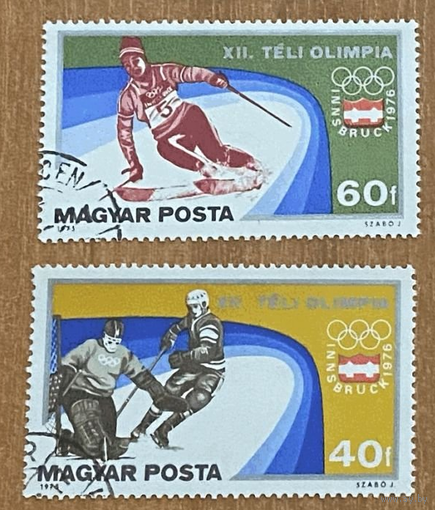 XII. TÉLI OLIMPIA
INNSBRUCK 1976
60f
MAGYAR POSTA
1975 SZABÓ J.
XII. TÉLI OLIMPIA
INNSBRUCK 1976
40f
MAGYAR POSTA
1975 SZABÓ J.